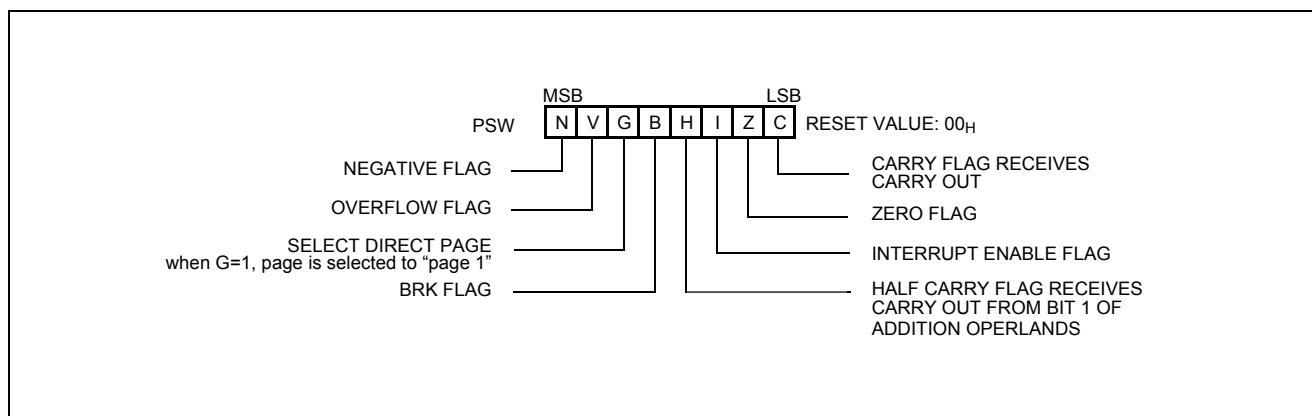 MSB LSB
PSW N V G B H I Z C RESET VALUE: 00H
NEGATIVE FLAG
OVERFLOW FLAG
SELECT DIRECT PAGE
when G=1, page is selected to “page 1”
BRK FLAG
CARRY FLAG RECEIVES
CARRY OUT
ZERO FLAG
INTERRUPT ENABLE FLAG
HALF CARRY FLAG RECEIVES
CARRY OUT FROM BIT 1 OF
ADDITION OPERLANDS